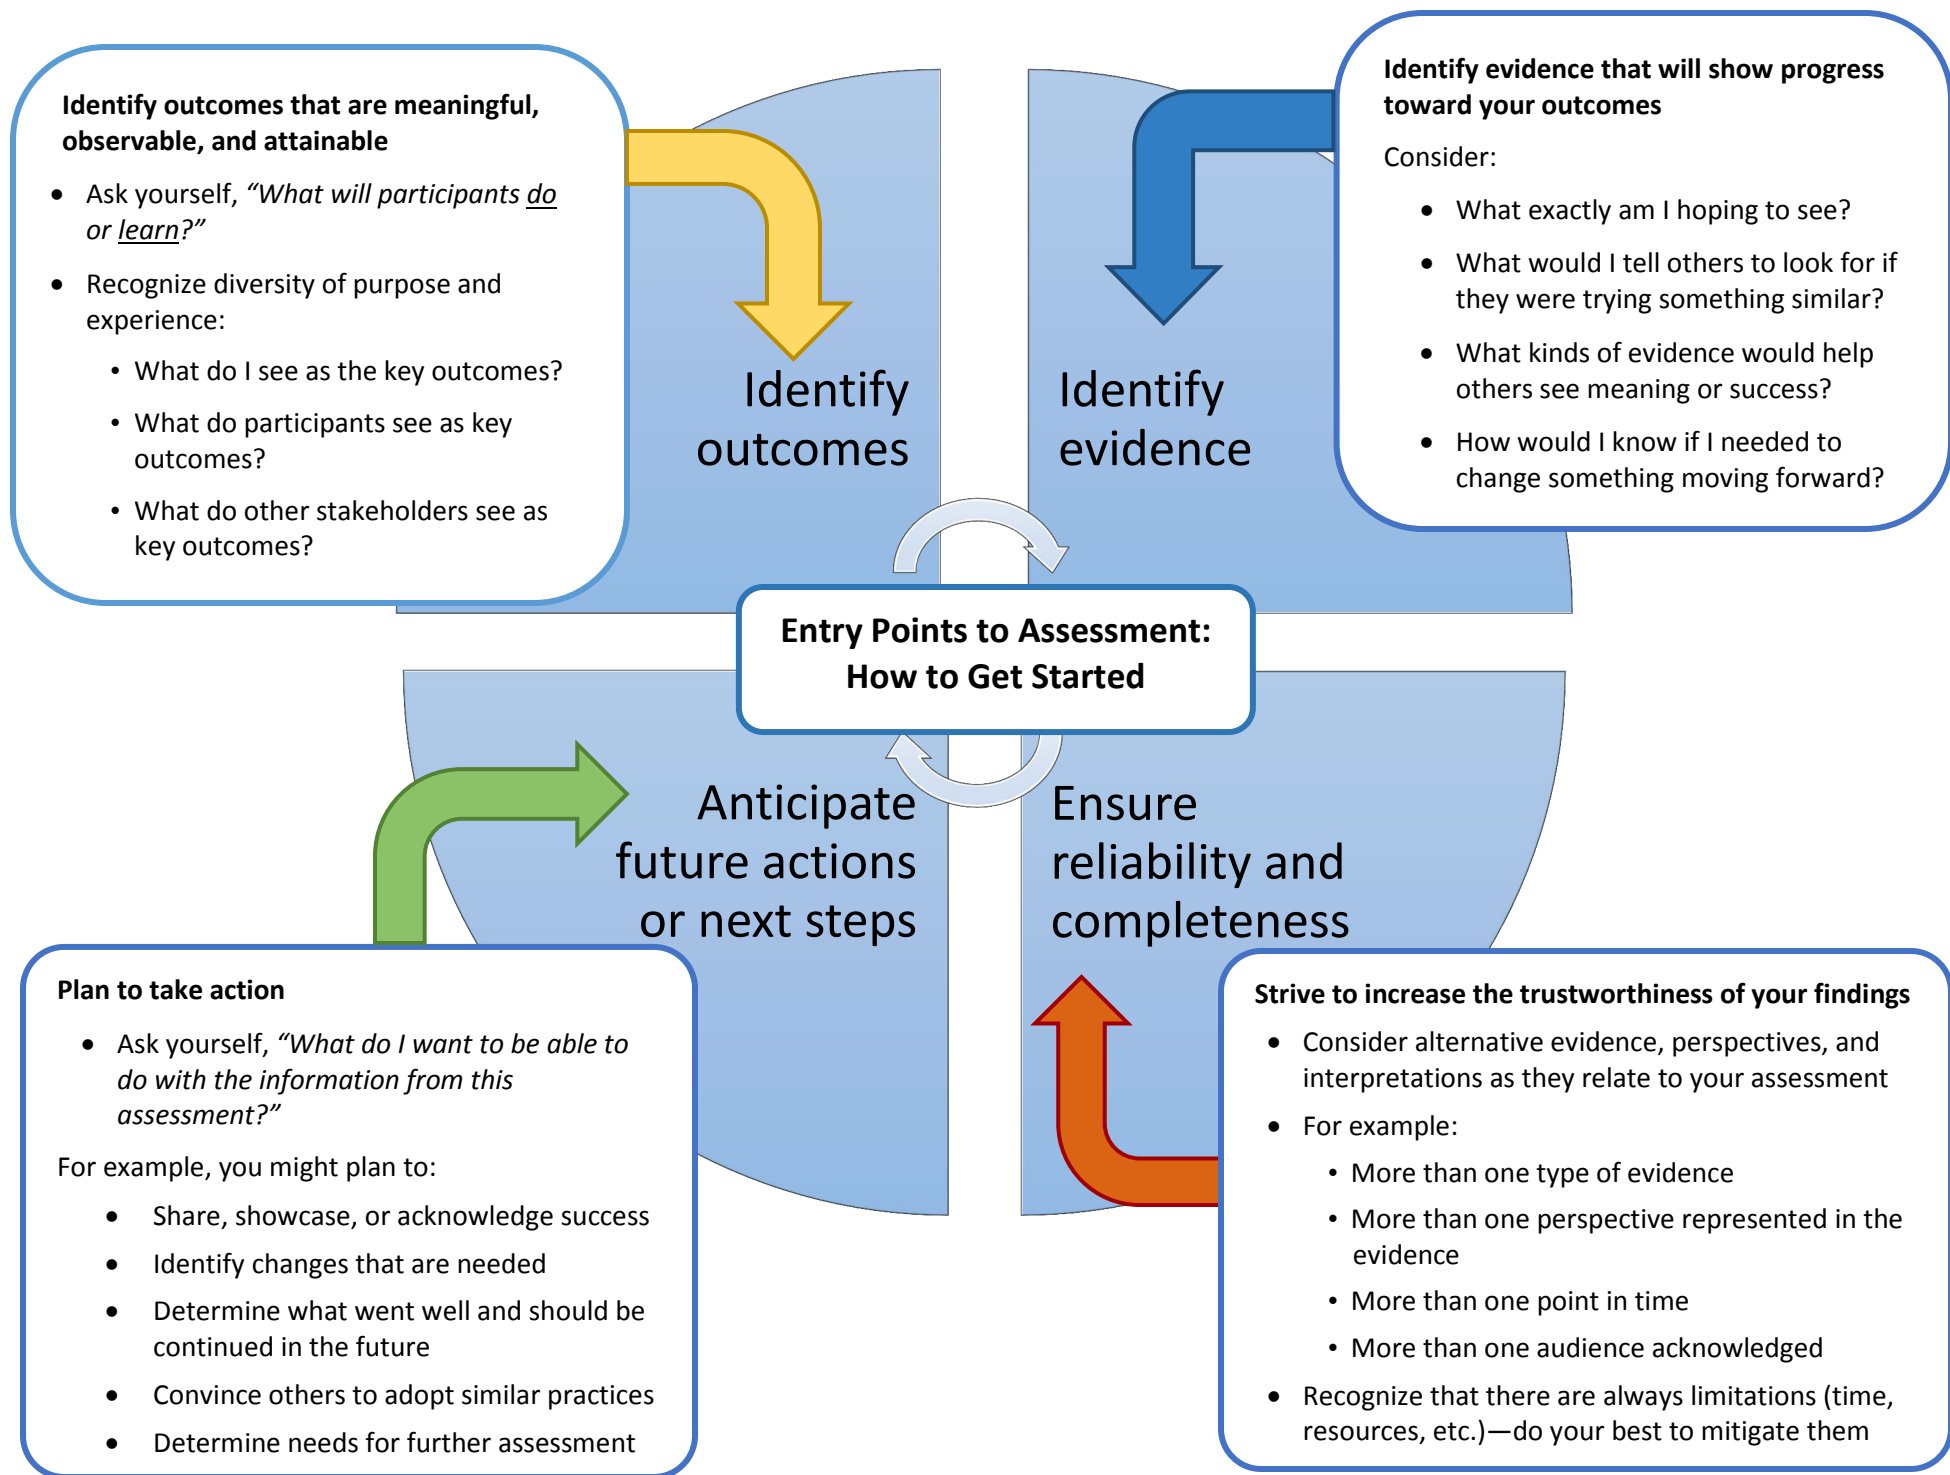 Identify outcomes that are meaningful,
observable, and attainable
• Ask yourself, “What will participants do
or learn?”
• Recognize diversity of purpose and
experience:
• What do I see as the key outcomes?
• What do participants see as key
outcomes?
• What do other stakeholders see as
key outcomes?
Identify
outcomes
Identify evidence that will show progress
toward your outcomes
Consider:
• What exactly am I hoping to see?
• What would I tell others to look for if
they were trying something similar?
• What kinds of evidence would help
others see meaning or success?
• How would I know if I needed to
change something moving forward?
Identify
evidence
Entry Points to Assessment:
How to Get Started
Anticipate
future actions
or next steps
Ensure
reliability and
completeness
Plan to take action
• Ask yourself, “What do I want to be able to
do with the information from this
assessment?”
For example, you might plan to:
• Share, showcase, or acknowledge success
• Identify changes that are needed
• Determine what went well and should be
continued in the future
• Convince others to adopt similar practices
• Determine needs for further assessment
Strive to increase the trustworthiness of your findings
• Consider alternative evidence, perspectives, and
interpretations as they relate to your assessment
• For example:
• More than one type of evidence
• More than one perspective represented in the
evidence
• More than one point in time
• More than one audience acknowledged
• Recognize that there are always limitations (time,
resources, etc.)—do your best to mitigate them